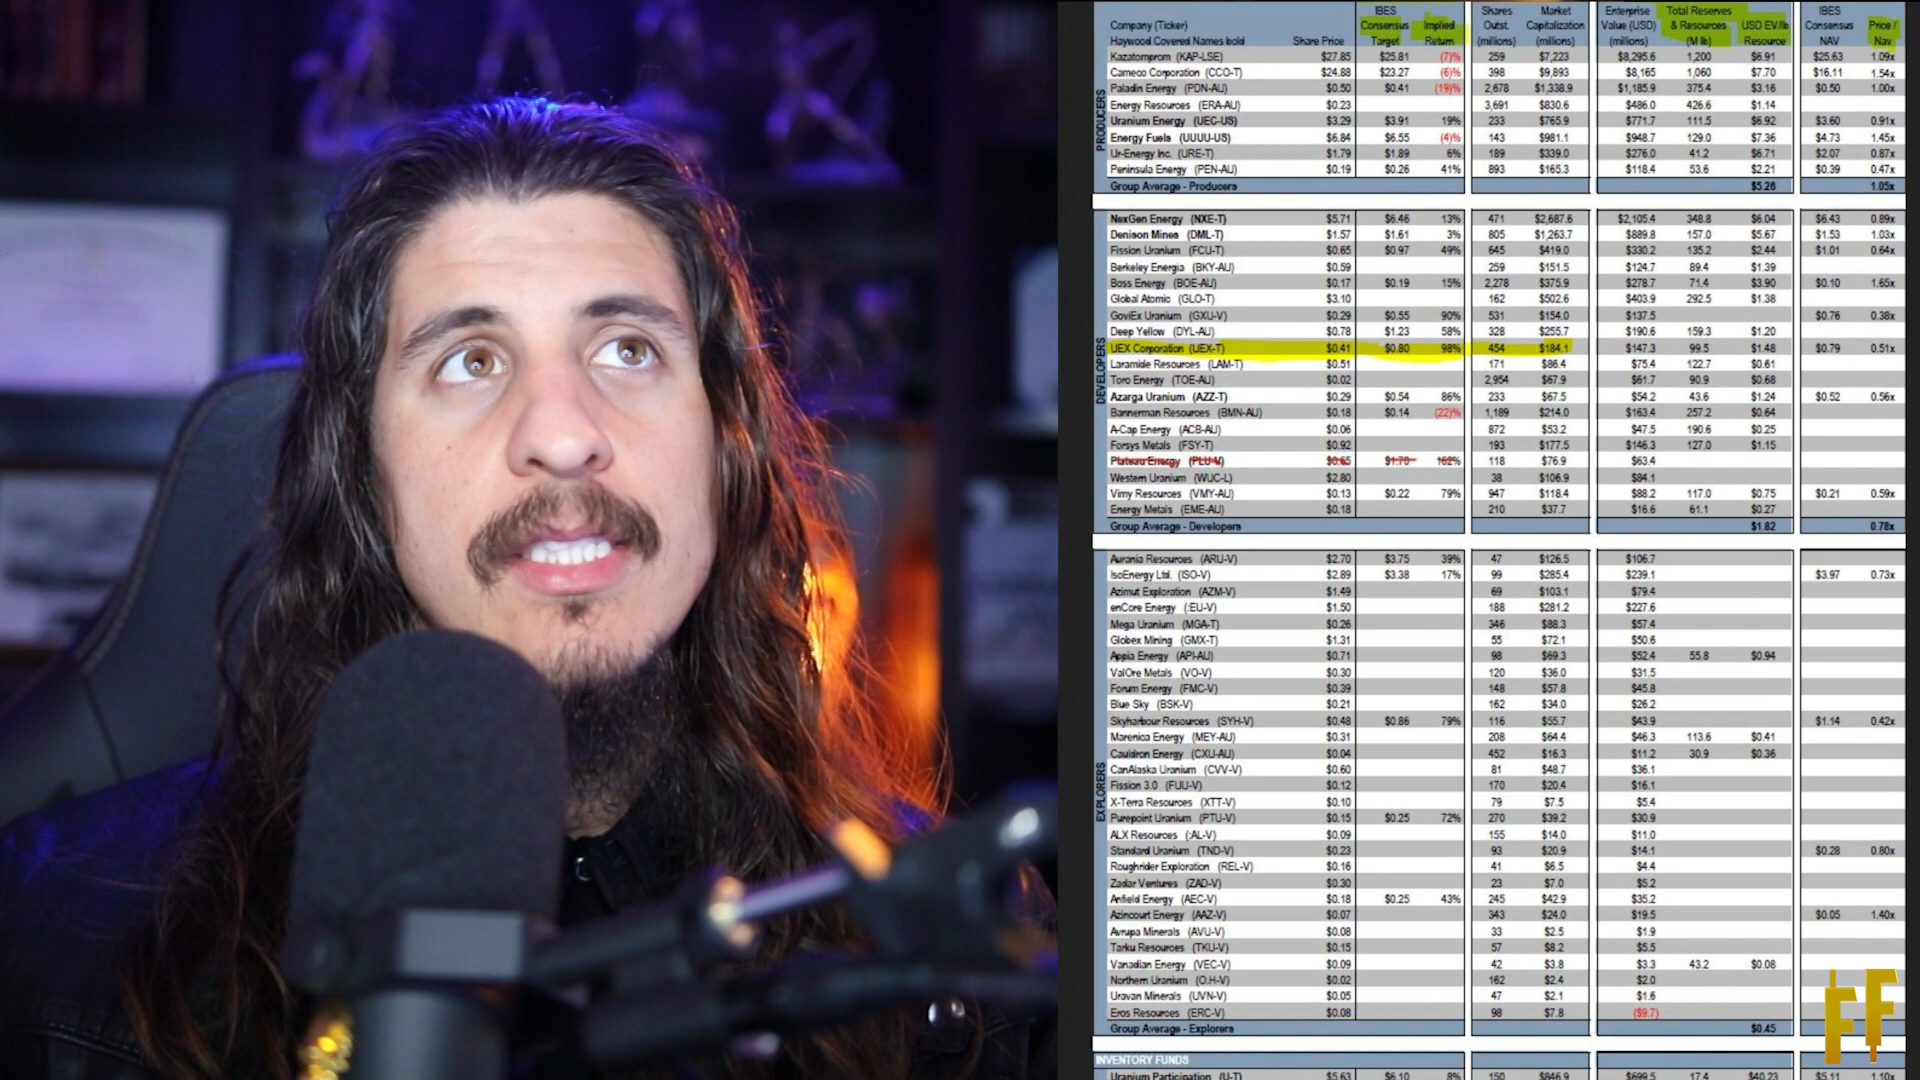 Company (Ticker) IBES Consensus Target Implied Return Shares Outst. (millions) Market Capitalization (millions) Enterprise Value (USD) (millions) Total Reserves & Resources (M lb) USD EV/lb Resource IBES Consensus NAV Price / Nav
Haywood Covered Names bold Share Price
PRODUCERS
Kazatomprom (KAP-LSE) $27.85 $25.81 (7)% 259 $7,223 $8,295.6 1,200 $6.91 $25.63 1.09x
Cameco Corporation (CCO-T) $24.88 $23.27 (6)% 398 $9,893 $8,165 1,060 $7.70 $16.11 1.54x
Paladin Energy (PDN-AU) $0.50 $0.41 (19)% 2,678 $1,338.9 $1,185.9 375.4 $3.16 $0.50 1.00x
Energy Resources (ERA-AU) $0.23 3,691 $830.6 $486.0 426.6 $1.14
Uranium Energy (UEC-US) $3.29 $3.91 19% 233 $765.9 $771.7 111.5 $6.92 $3.60 0.91x
Energy Fuels (UUUU-US) $6.84 $6.55 (4)% 143 $981.1 $948.7 129.0 $7.36 $4.73 1.45x
Ur-Energy Inc. (URE-T) $1.79 $1.89 6% 189 $339.0 $276.0 41.2 $6.71 $2.07 0.87x
Peninsula Energy (PEN-AU) $0.19 $0.26 41% 893 $165.3 $118.4 53.6 $2.21 $0.39 0.47x
Group Average - Producers $5.26 1.05x
DEVELOPERS
NexGen Energy (NXE-T) $5.71 $6.46 13% 471 $2,687.6 $2,105.4 348.8 $6.04 $6.43 0.89x
Denison Mines (DML-T) $1.57 $1.61 3% 805 $1,263.7 $889.8 157.0 $5.67 $1.53 1.03x
Fission Uranium (FCU-T) $0.65 $0.97 49% 645 $419.0 $330.2 135.2 $2.44 $1.01 0.64x
Berkeley Energia (BKY-AU) $0.59 259 $151.5 $124.7 89.4 $1.39
Boss Energy (BOE-AU) $0.17 $0.19 15% 2,278 $375.9 $278.7 71.4 $3.90 $0.10 1.65x
Global Atomic (GLO-T) $3.10 162 $502.6 $403.9 292.5 $1.38
GoviEx Uranium (GXU-V) $0.29 $0.55 90% 531 $154.0 $137.5 $0.76 0.38x
Deep Yellow (DYL-AU) $0.78 $1.23 58% 328 $255.7 $190.6 159.3 $1.20
UEX Corporation (UEX-T) $0.41 $0.80 98% 454 $184.1 $147.3 99.5 $1.48 $0.79 0.51x
Laramide Resources (LAM-T) $0.51 171 $86.4 $75.4 122.7 $0.61
Toro Energy (TOE-AU) $0.02 2,954 $67.9 $61.7 90.9 $0.68
Azarga Uranium (AZZ-T) $0.29 $0.54 86% 233 $67.5 $54.2 43.6 $1.24 $0.52 0.56x
Bannerman Resources (BMN-AU) $0.18 $0.14 (22)% 1,189 $214.0 $163.4 257.2 $0.64
A-Cap Energy (ACB-AU) $0.06 872 $53.2 $47.5 190.6 $0.25
Forsys Metals (FSY-T) $0.92 193 $177.5 $146.3 127.0 $1.15
Plateau Energy (PLU-V) $0.65 $1.70 162% 118 $76.9 $63.4
Western Uranium (WUC-L) $2.80 38 $106.9 $84.1
Vimy Resources (VMY-AU) $0.13 $0.22 79% 947 $118.4 $88.2 117.0 $0.75 $0.21 0.59x
Energy Metals (EME-AU) $0.18 210 $37.7 $16.6 61.1 $0.27
Group Average - Developers $1.82 0.78x
EXPLORERS
Aurania Resources (ARU-V) $2.70 $3.75 39% 47 $126.5 $106.7
IsoEnergy Ltd. (ISO-V) $2.89 $3.38 17% 99 $285.4 $239.1 $3.97 0.73x
Azimut Exploration (AZM-V) $1.49 69 $103.1 $79.4
enCore Energy (:EU-V) $1.50 188 $281.2 $227.6
Mega Uranium (MGA-T) $0.26 346 $88.3 $57.4
Globex Mining (GMX-T) $1.31 55 $72.1 $50.6
Appia Energy (API-AU) $0.71 98 $69.3 $52.4 55.8 $0.94
ValOre Metals (VO-V) $0.30 120 $36.0 $31.5
Forum Energy (FMC-V) $0.39 148 $57.8 $45.8
Blue Sky (BSK-V) $0.21 162 $34.0 $26.2
Skyharbour Resources (SYH-V) $0.48 $0.86 79% 116 $55.7 $43.9 $1.14 0.42x
Marenica Energy (MEY-AU) $0.31 208 $64.4 $46.3 113.6 $0.41
Cauldron Energy (CXU-AU) $0.04 452 $16.3 $11.2 30.9 $0.36
CanAlaska Uranium (CVV-V) $0.60 81 $48.7 $36.1
Fission 3.0 (FUU-V) $0.12 170 $20.4 $16.1
X-Terra Resources (XTT-V) $0.10 79 $7.5 $5.4
Purepoint Uranium (PTU-V) $0.15 $0.25 72% 270 $39.2 $30.9
ALX Resources (:AL-V) $0.09 155 $14.0 $11.0
Standard Uranium (TND-V) $0.23 93 $20.9 $14.1 $0.28 0.80x
Roughrider Exploration (REL-V) $0.16 41 $6.5 $4.4
Zadar Ventures (ZAD-V) $0.30 23 $7.0 $5.2
Anfield Energy (AEC-V) $0.18 $0.25 43% 245 $42.9 $35.2
Azincourt Energy (AAZ-V) $0.07 343 $24.0 $19.5 $0.05 1.40x
Avrupa Minerals (AVU-V) $0.08 33 $2.5 $1.9
Tarku Resources (TKU-V) $0.15 57 $8.2 $5.5
Vanadian Energy (VEC-V) $0.09 42 $3.8 $3.3 43.2 $0.08
Northern Uranium (O.H-V) $0.02 162 $2.4 $2.0
Uravan Minerals (UVN-V) $0.05 47 $2.1 $1.6
Eros Resources (ERC-V) $0.08 98 $7.8 ($9.7)
Group Average - Explorers $0.45
INVENTORY FUNDS
Uranium Participation (U-T) $5.63 $6.10 8% 150 $846.9 $699.5 17.4 $40.23 $5.11 1.10x
FF